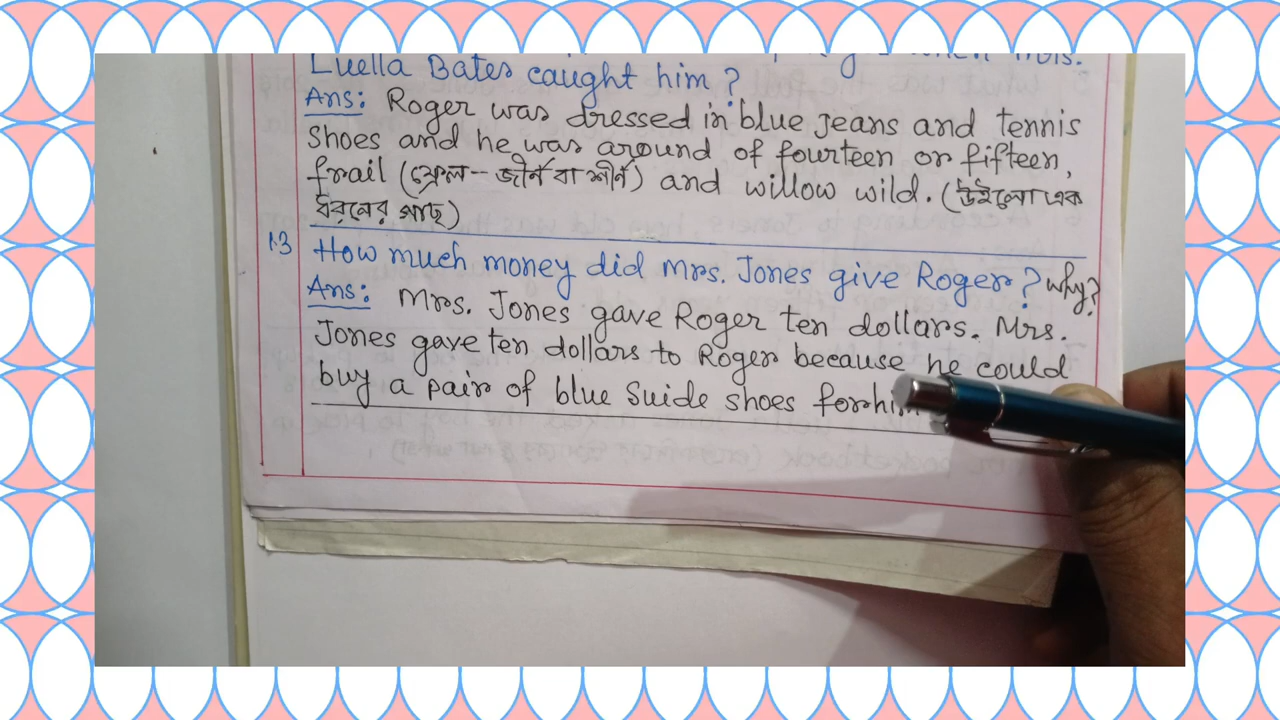 Luella Bates caught him?
Ans: Roger was dressed in blue jeans and tennis
shoes and he was around of fourteen or fifteen,
frail (ফ্রেল - জীর্ন বা শীর্ন) and willow wild. (উইলো এক
ধরনের গাছ)
1.3 How much money did Mrs. Jones give Roger? why?
Ans: Mrs. Jones gave Roger ten dollars. Mrs.
Jones gave ten dollars to Roger because he could
buy a pair of blue Suide shoes for